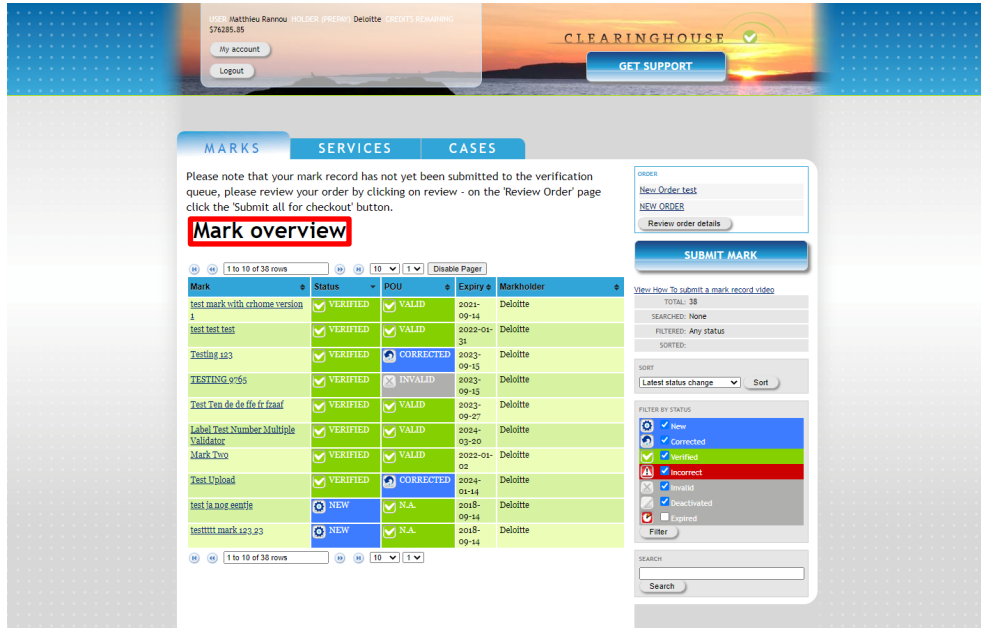 USER Matthieu Rannou HOLDER (PREPAY) Deloitte CREDITS REMAINING
$76285.85
My account
Logout
CLEARINGHOUSE
GET SUPPORT
MARKS SERVICES CASES
Please note that your mark record has not yet been submitted to the verification
queue, please review your order by clicking on review - on the 'Review Order' page
click the 'Submit all for checkout' button.
Mark overview
1 to 10 of 38 rows 10 1 Disable Pager
Mark Status POU Expiry Markholder
test mark with crhome version VERIFIED VALID 2021- Deloitte
1 09-14
test test test VERIFIED VALID 2022-01- Deloitte
31
Testing 123 VERIFIED CORRECTED 2023- Deloitte
09-15
TESTING 9765 VERIFIED INVALID 2023- Deloitte
09-15
Test Ten de de ffe fr fzaaf VERIFIED VALID 2023- Deloitte
09-27
Label Test Number Multiple VERIFIED VALID 2024- Deloitte
Validator 03-20
Mark Two VERIFIED VALID 2022-01- Deloitte
02
Test Upload VERIFIED CORRECTED 2024- Deloitte
01-14
test ja nog eentje NEW N.A. 2018- Deloitte
09-14
testtttt mark 123 23 NEW N.A. 2018- Deloitte
09-14
1 to 10 of 38 rows 10 1
ORDER
New Order test
NEW ORDER
Review order details
SUBMIT MARK
View How To submit a mark record video
TOTAL: 38
SEARCHED: None
FILTERED: Any status
SORTED:
SORT
Latest status change Sort
FILTER BY STATUS
New
Corrected
Verified
Incorrect
Invalid
Deactivated
Expired
Filter
SEARCH
Search